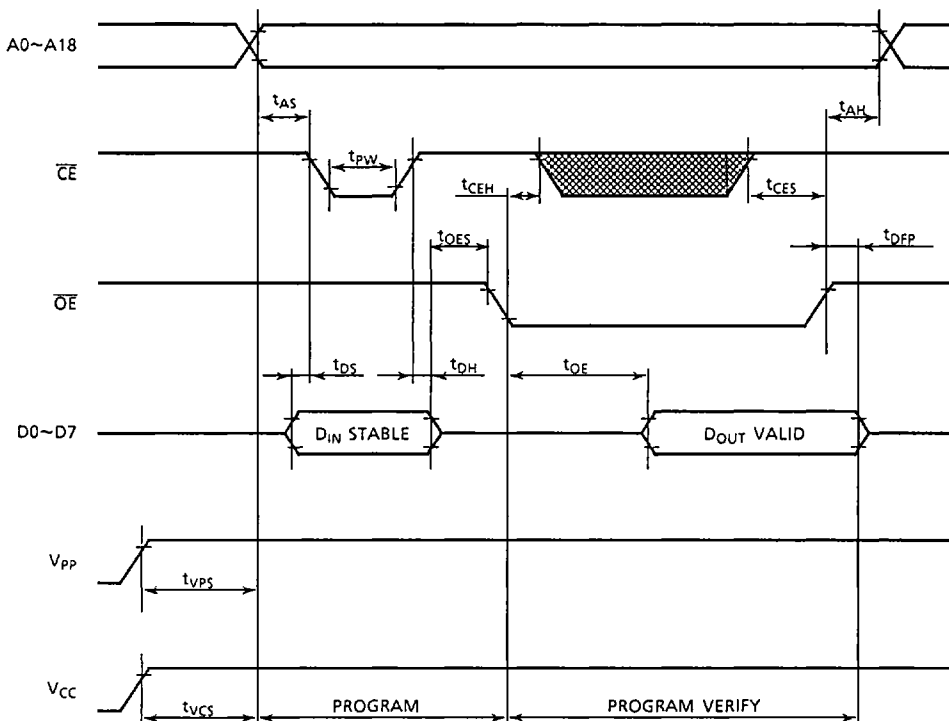 A0~A18
tAS
tAH
CE
tPW
tCEH
tCES
tOES
tDFP
OE
tDS
tDH
tOE
D0~D7
DIN STABLE
DOUT VALID
VPP
tVPS
VCC
tVCS
PROGRAM
PROGRAM VERIFY